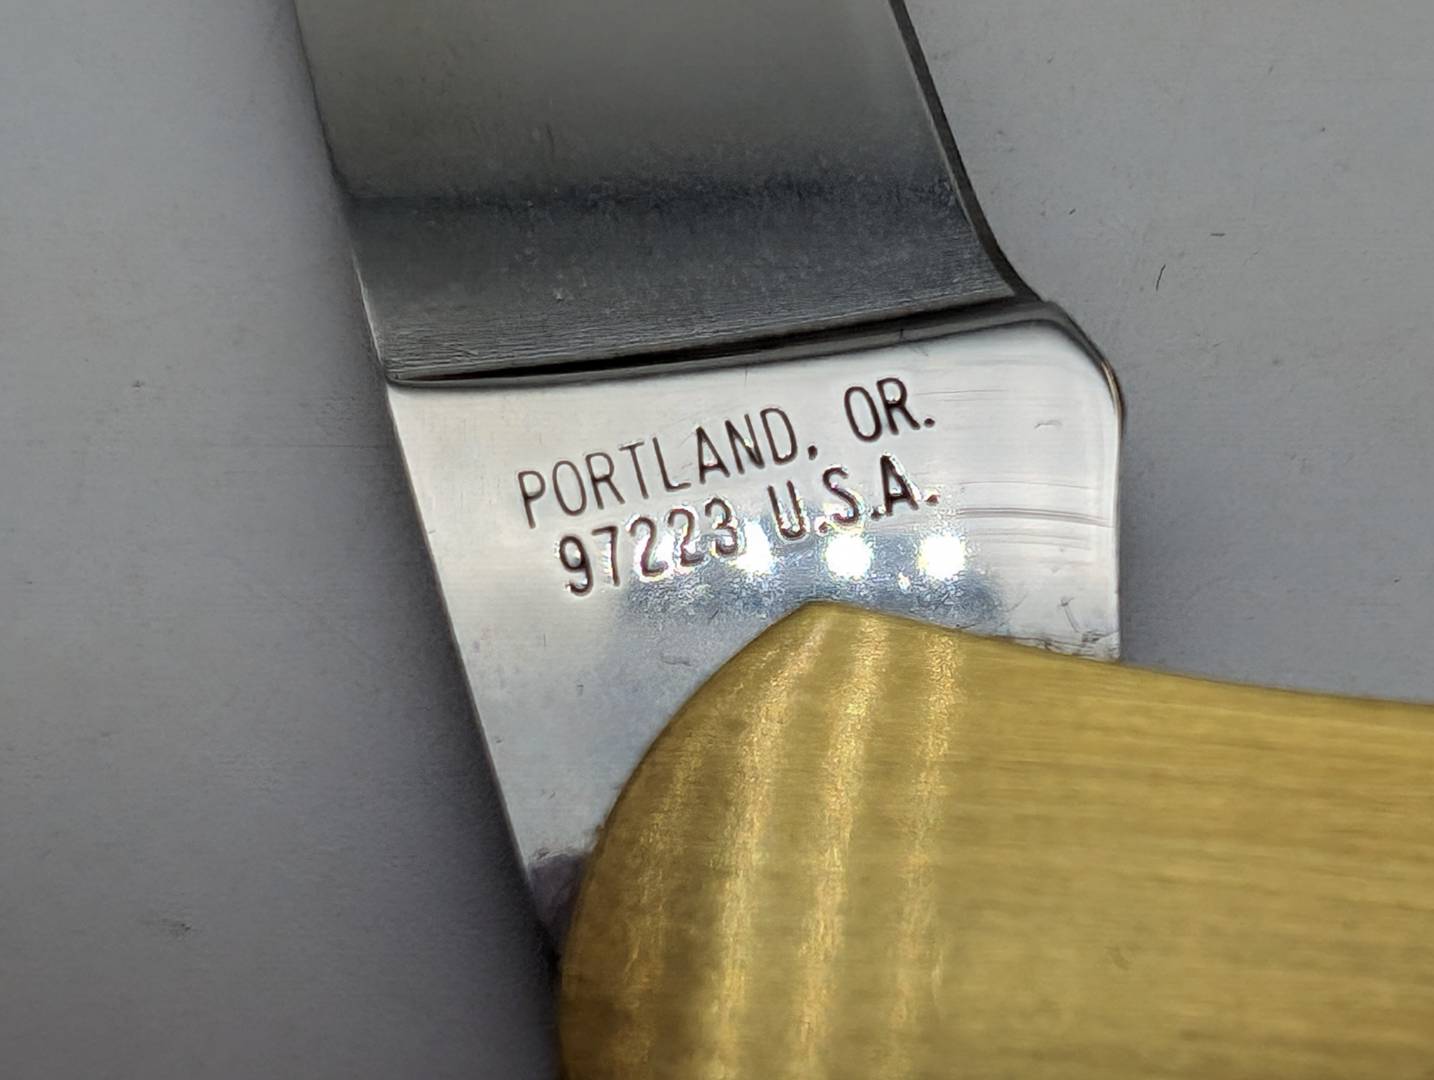 PORTLAND, OR.
97223 U.S.A.